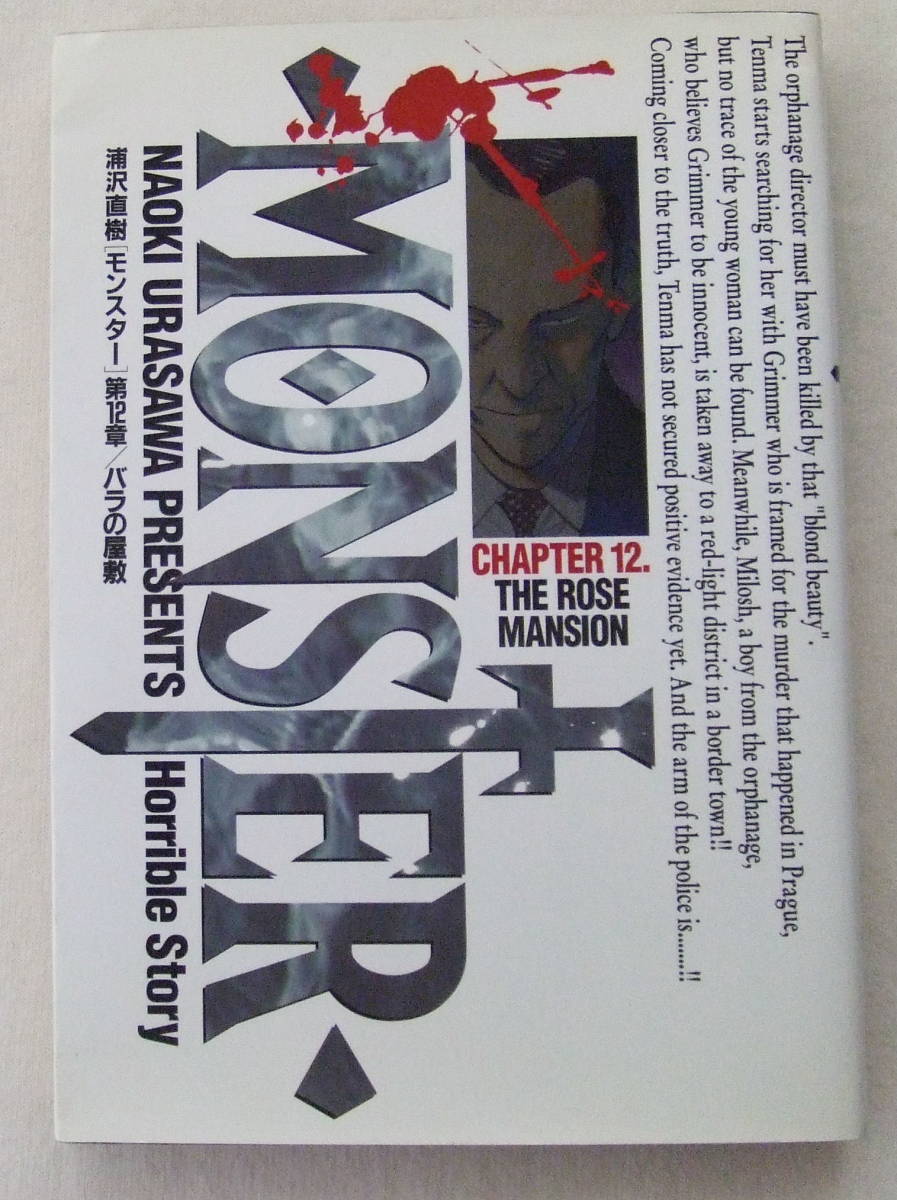 The orphanage director must have been killed by that "blond beauty".
Tenma starts searching for her with Grimmer who is framed for the murder that happened in Prague,
but no trace of the young woman can be found. Meanwhile, Milosh, a boy from the orphanage,
who believes Grimmer to be innocent, is taken away to a red-light district in a border town!!
Coming closer to the truth, Tenma has not secured positive evidence yet. And the arm of the police is.......!!
CHAPTER 12.
THE ROSE
MANSION
MONSTER
NAOKI URASAWA PRESENTS Horrible Story
浦沢直樹[モンスター]第12章/バラの屋敷